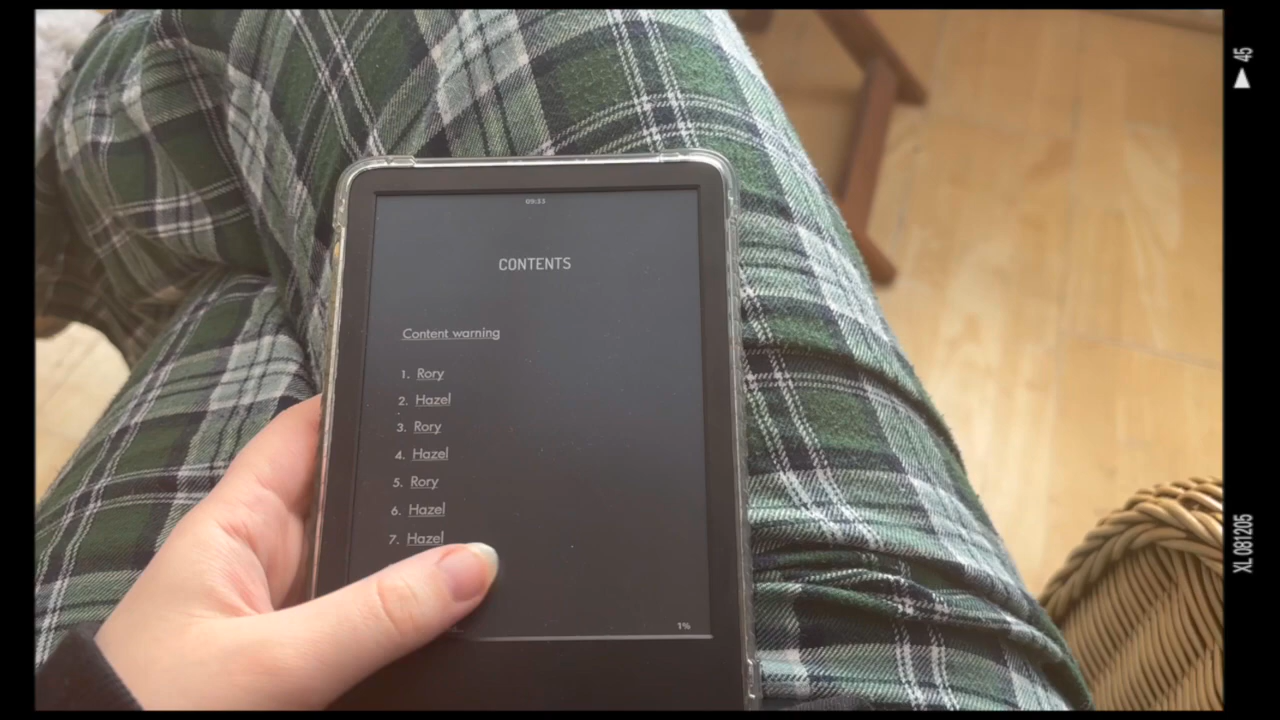 09:33
CONTENTS
Content warning
1. Rory
2. Hazel
3. Rory
4. Hazel
5. Rory
6. Hazel
7. Hazel
1%
45
XL 081205